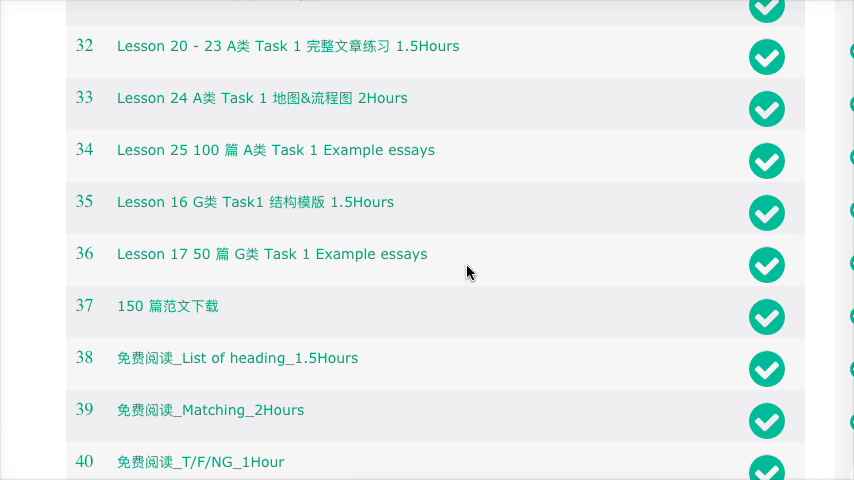 32 Lesson 20 - 23 A类 Task 1 完整文章练习 1.5Hours
33 Lesson 24 A类 Task 1 地图&流程图 2Hours
34 Lesson 25 100 篇 A类 Task 1 Example essays
35 Lesson 16 G类 Task1 结构模版 1.5Hours
36 Lesson 17 50 篇 G类 Task 1 Example essays
37 150 篇范文下载
38 免费阅读_List of heading_1.5Hours
39 免费阅读_Matching_2Hours
40 免费阅读_T/F/NG_1Hour